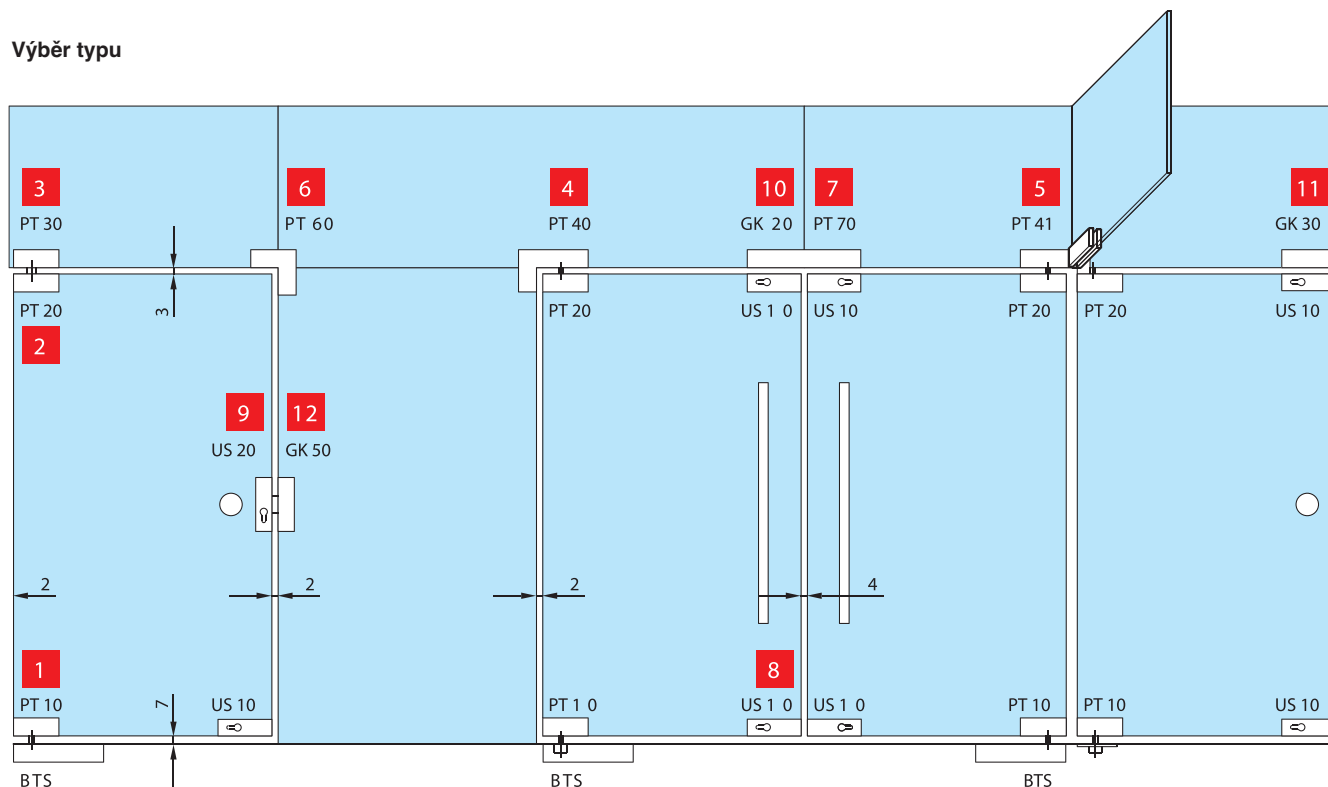 Výběr typu
3 6 4 10 7 5 11
PT 30 PT 60 PT 40 GK 20 PT 70 PT 41 GK 30
PT 20 3 PT 20 US 1 0 US 10 PT 20 PT 20 US 10
2
9 12
US 20 GK 50
2 2 2 4
1 8
PT 10 7 US 10 PT 1 0 US 1 0 US 1 0 PT 10 PT 10 US 10
BTS BTS BTS